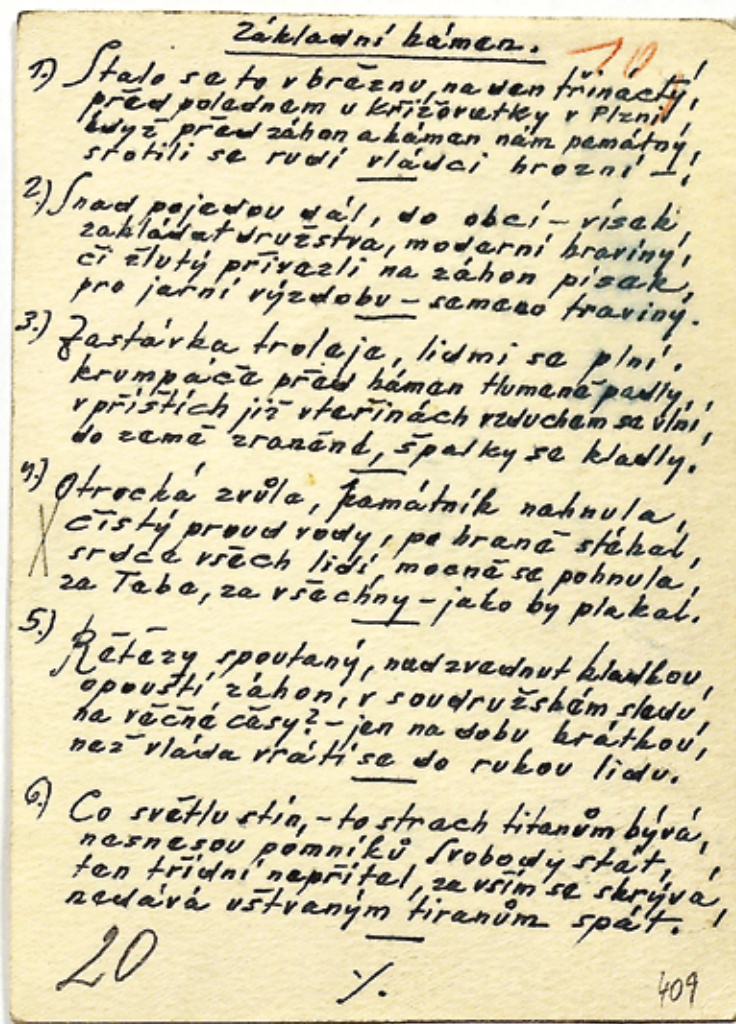 Základní kámen.
10
1.) Stalo se to v březnu, na den třináctý,
před polednem u křižovatky v Plzni,
když před záhon a kámen nám památný,
srotili se rudí vládci hrozní –!
2.) Snad pojedou dál, do obcí – vísek,
zakládat družstva, moderní kraviny,
či žlutý přivezli na záhon písek,
pro jarní výzdobu – semeno traviny.
3.) Zastávka troleje, lidmi se plní,
krumpáče před kámen tlumeně padly,
v příštích již vteřinách vzduchem se vlní,
do země zraněné, špalky se kladly.
4.) Otrocká zvůle, památník nahnula,
čistý proud vody, po hraně stékal,
srdce všech lidí, mocně se pohnula,
za Tebe, za všechny – jako by plakal.
5.) Řetězy spoutaný, nadzvednut kladkou,
opouští záhon, v soudružském sledu,
na věčné časy? – jen na dobu krátkou,
než vláda vrátí se do rukou lidu.
6.) Co světlu stín, – to strach titanům bývá,
nesnesou pomníků Svobody stát,
ten třídní nepřítel, za vším se skrývá,
nedává uštvaným tiranům spát.!
20
./.
409